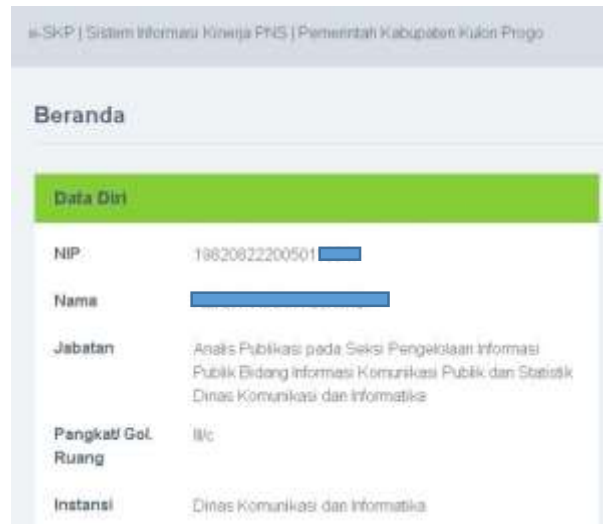 e-SKP | Sistem Informasi Kinerja PNS | Pemerintah Kabupaten Kulon Progo
Beranda
Data Diri
NIP 19820822200501
Nama
Jabatan Analis Publikasi pada Seksi Pengelolaan Informasi
Publik Bidang Informasi Komunikasi Publik dan Statistik
Dinas Komunikasi dan Informatika
Pangkat/ Gol. III/c
Ruang
Instansi Dinas Komunikasi dan Informatika